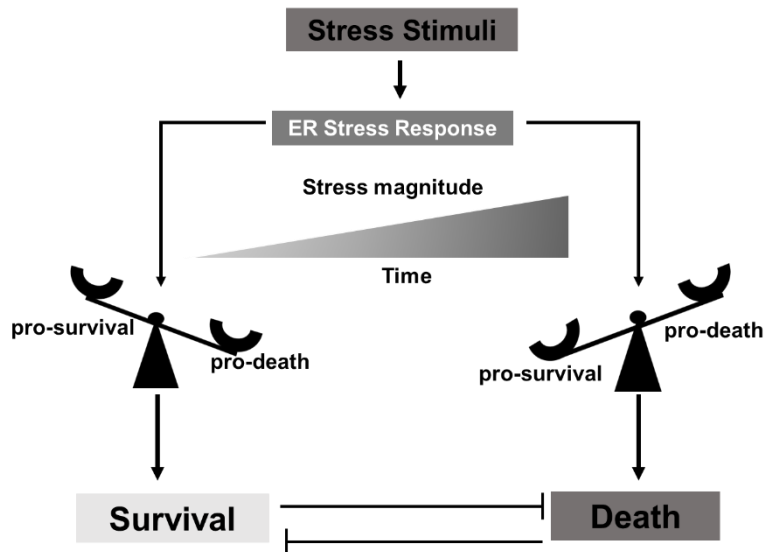 Stress Stimuli
ER Stress Response
Stress magnitude
Time
pro-survival
pro-death
pro-death
pro-survival
Survival
Death